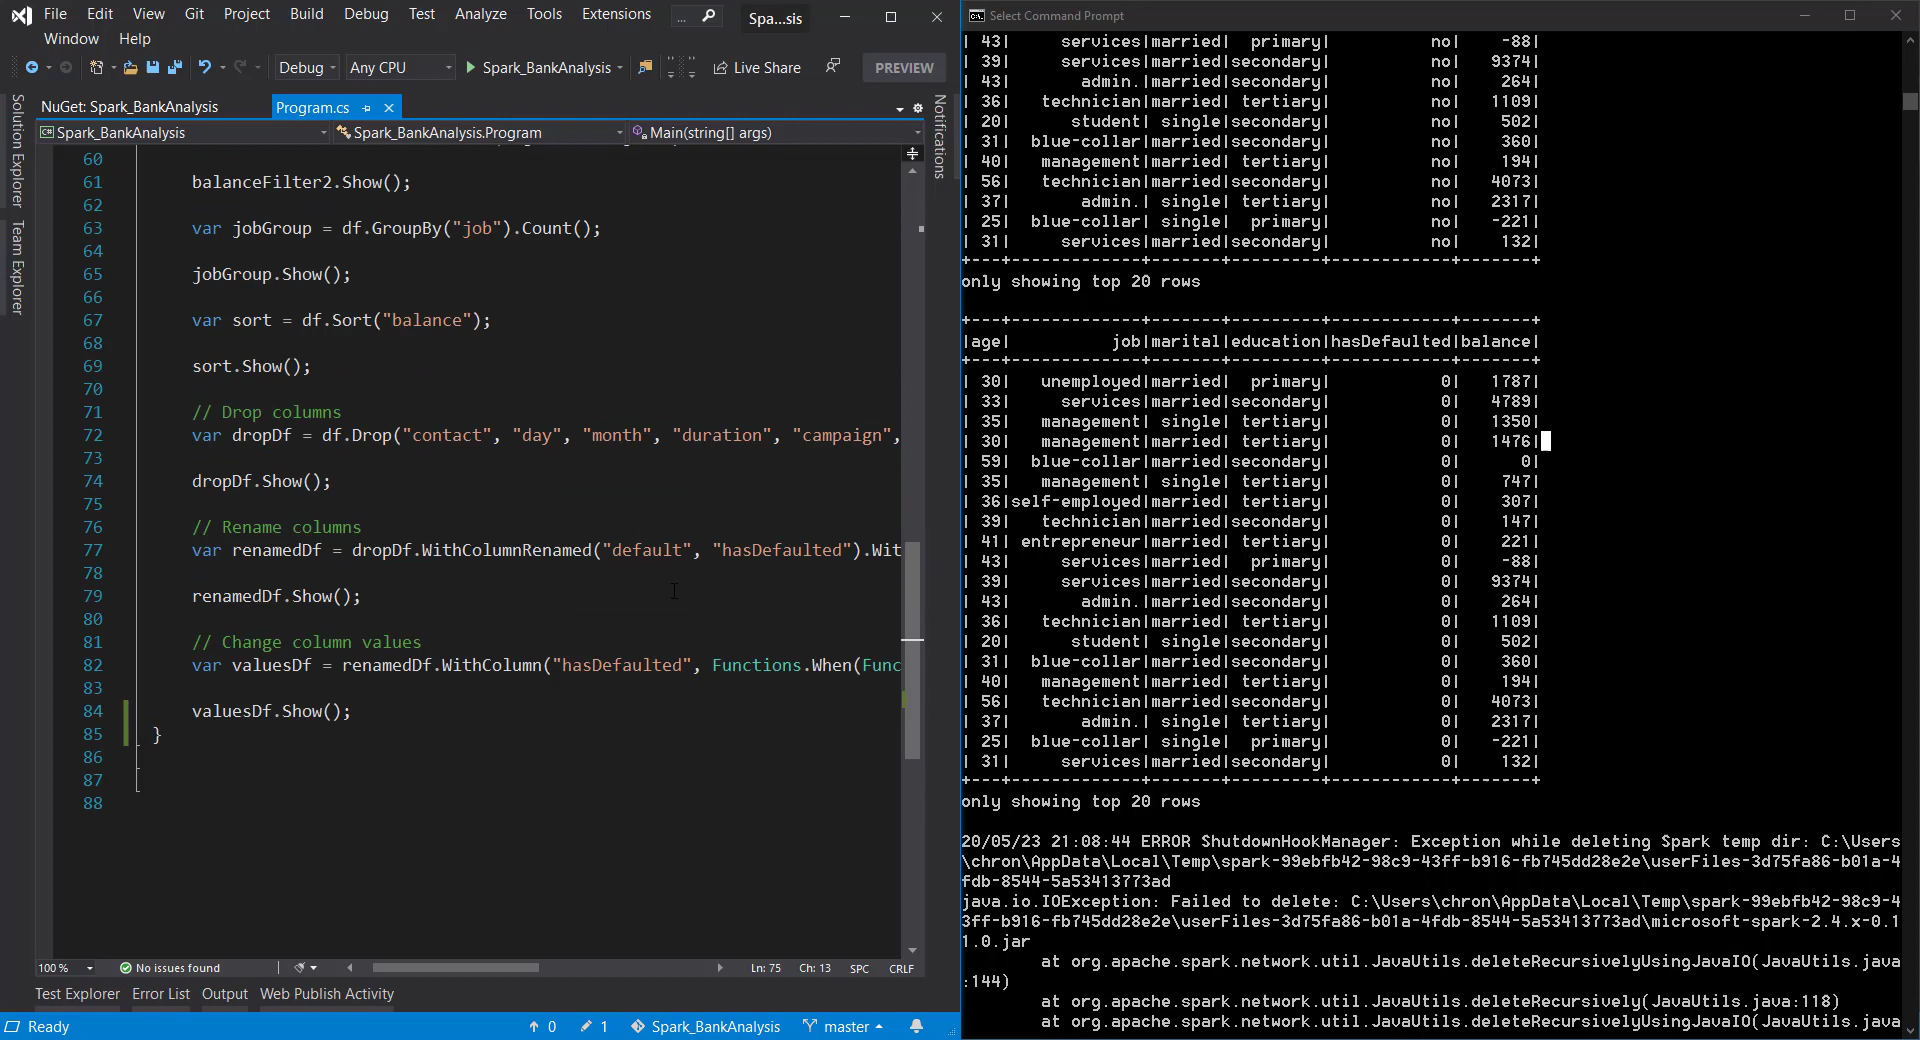 File Edit View Git Project Build Debug Test Analyze Tools Extensions ... Spa...sis
Window Help
Debug Any CPU Spark_BankAnalysis Live Share PREVIEW
Solution Explorer
Team Explorer
NuGet: Spark_BankAnalysis Program.cs
Spark_BankAnalysis Spark_BankAnalysis.Program Main(string[] args)
Notifications
60
61 balanceFilter2.Show();
62
63 var jobGroup = df.GroupBy("job").Count();
64
65 jobGroup.Show();
66
67 var sort = df.Sort("balance");
68
69 sort.Show();
70
71 // Drop columns
72 var dropDf = df.Drop("contact", "day", "month", "duration", "campaign",
73
74 dropDf.Show();
75
76 // Rename columns
77 var renamedDf = dropDf.WithColumnRenamed("default", "hasDefaulted").Wit
78
79 renamedDf.Show();
80
81 // Change column values
82 var valuesDf = renamedDf.WithColumn("hasDefaulted", Functions.When(Func
83
84 valuesDf.Show();
85 }
86
87
88
100 % No issues found Ln: 75 Ch: 13 SPC CRLF
Test Explorer Error List Output Web Publish Activity
Ready 0 1 Spark_BankAnalysis master
Select Command Prompt
| 43| services|married| primary| no| -88|
| 39| services|married|secondary| no| 9374|
| 43| admin.|married|secondary| no| 264|
| 36| technician|married| tertiary| no| 1109|
| 20| student| single|secondary| no| 502|
| 31| blue-collar|married|secondary| no| 360|
| 40| management|married| tertiary| no| 194|
| 56| technician|married|secondary| no| 4073|
| 37| admin.| single| tertiary| no| 2317|
| 25| blue-collar| single| primary| no| -221|
| 31| services|married|secondary| no| 132|
+---+-------------+-------+---------+------------+-------+
only showing top 20 rows
+---+-------------+-------+---------+------------+-------+
|age| job|marital|education|hasDefaulted|balance|
+---+-------------+-------+---------+------------+-------+
| 30| unemployed|married| primary| 0| 1787|
| 33| services|married|secondary| 0| 4789|
| 35| management| single| tertiary| 0| 1350|
| 30| management|married| tertiary| 0| 1476|
| 59| blue-collar|married|secondary| 0| 0|
| 35| management| single| tertiary| 0| 747|
| 36|self-employed|married| tertiary| 0| 307|
| 39| technician|married|secondary| 0| 147|
| 41| entrepreneur|married| tertiary| 0| 221|
| 43| services|married| primary| 0| -88|
| 39| services|married|secondary| 0| 9374|
| 43| admin.|married|secondary| 0| 264|
| 36| technician|married| tertiary| 0| 1109|
| 20| student| single|secondary| 0| 502|
| 31| blue-collar|married|secondary| 0| 360|
| 40| management|married| tertiary| 0| 194|
| 56| technician|married|secondary| 0| 4073|
| 37| admin.| single| tertiary| 0| 2317|
| 25| blue-collar| single| primary| 0| -221|
| 31| services|married|secondary| 0| 132|
+---+-------------+-------+---------+------------+-------+
only showing top 20 rows
20/05/23 21:08:44 ERROR ShutdownHookManager: Exception while deleting Spark temp dir: C:\Users
\chron\AppData\Local\Temp\spark-99ebfb42-98c9-43ff-b916-fb745dd28e2e\userFiles-3d75fa86-b01a-4
fdb-8544-5a53413773ad
java.io.IOException: Failed to delete: C:\Users\chron\AppData\Local\Temp\spark-99ebfb42-98c9-4
3ff-b916-fb745dd28e2e\userFiles-3d75fa86-b01a-4fdb-8544-5a53413773ad\microsoft-spark-2.4.x-0.1
1.0.jar
at org.apache.spark.network.util.JavaUtils.deleteRecursivelyUsingJavaIO(JavaUtils.java
:144)
at org.apache.spark.network.util.JavaUtils.deleteRecursively(JavaUtils.java:118)
at org.apache.spark.network.util.JavaUtils.deleteRecursivelyUsingJavaIO(JavaUtils.java